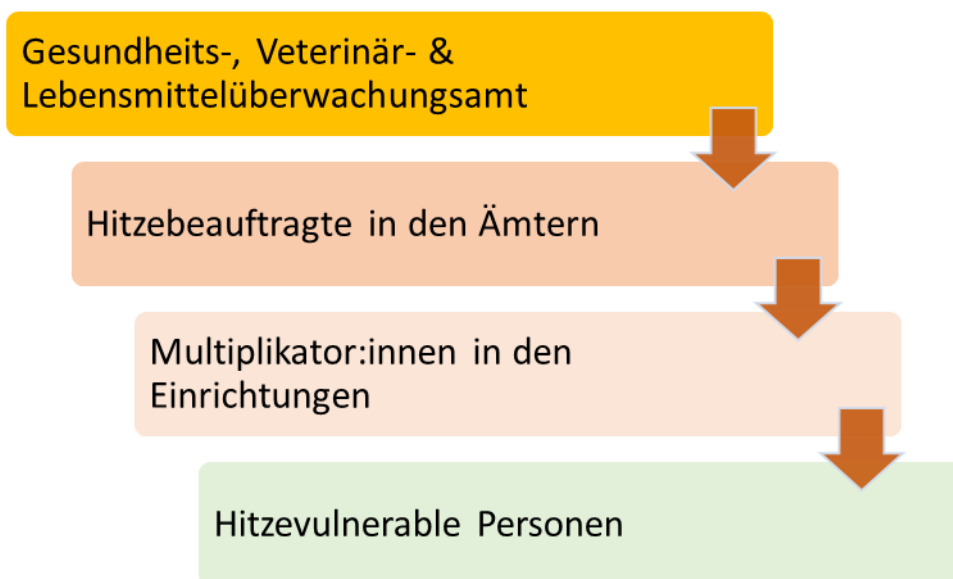 Gesundheits-, Veterinär- &
Lebensmittelüberwachungsamt
Hitzebeauftragte in den Ämtern
Multiplikator:innen in den
Einrichtungen
Hitzevulnerable Personen